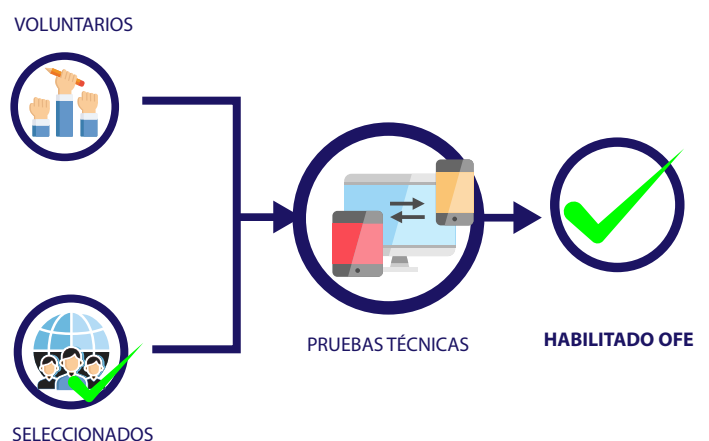 VOLUNTARIOS
PRUEBAS TÉCNICAS
HABILITADO OFE
SELECCIONADOS